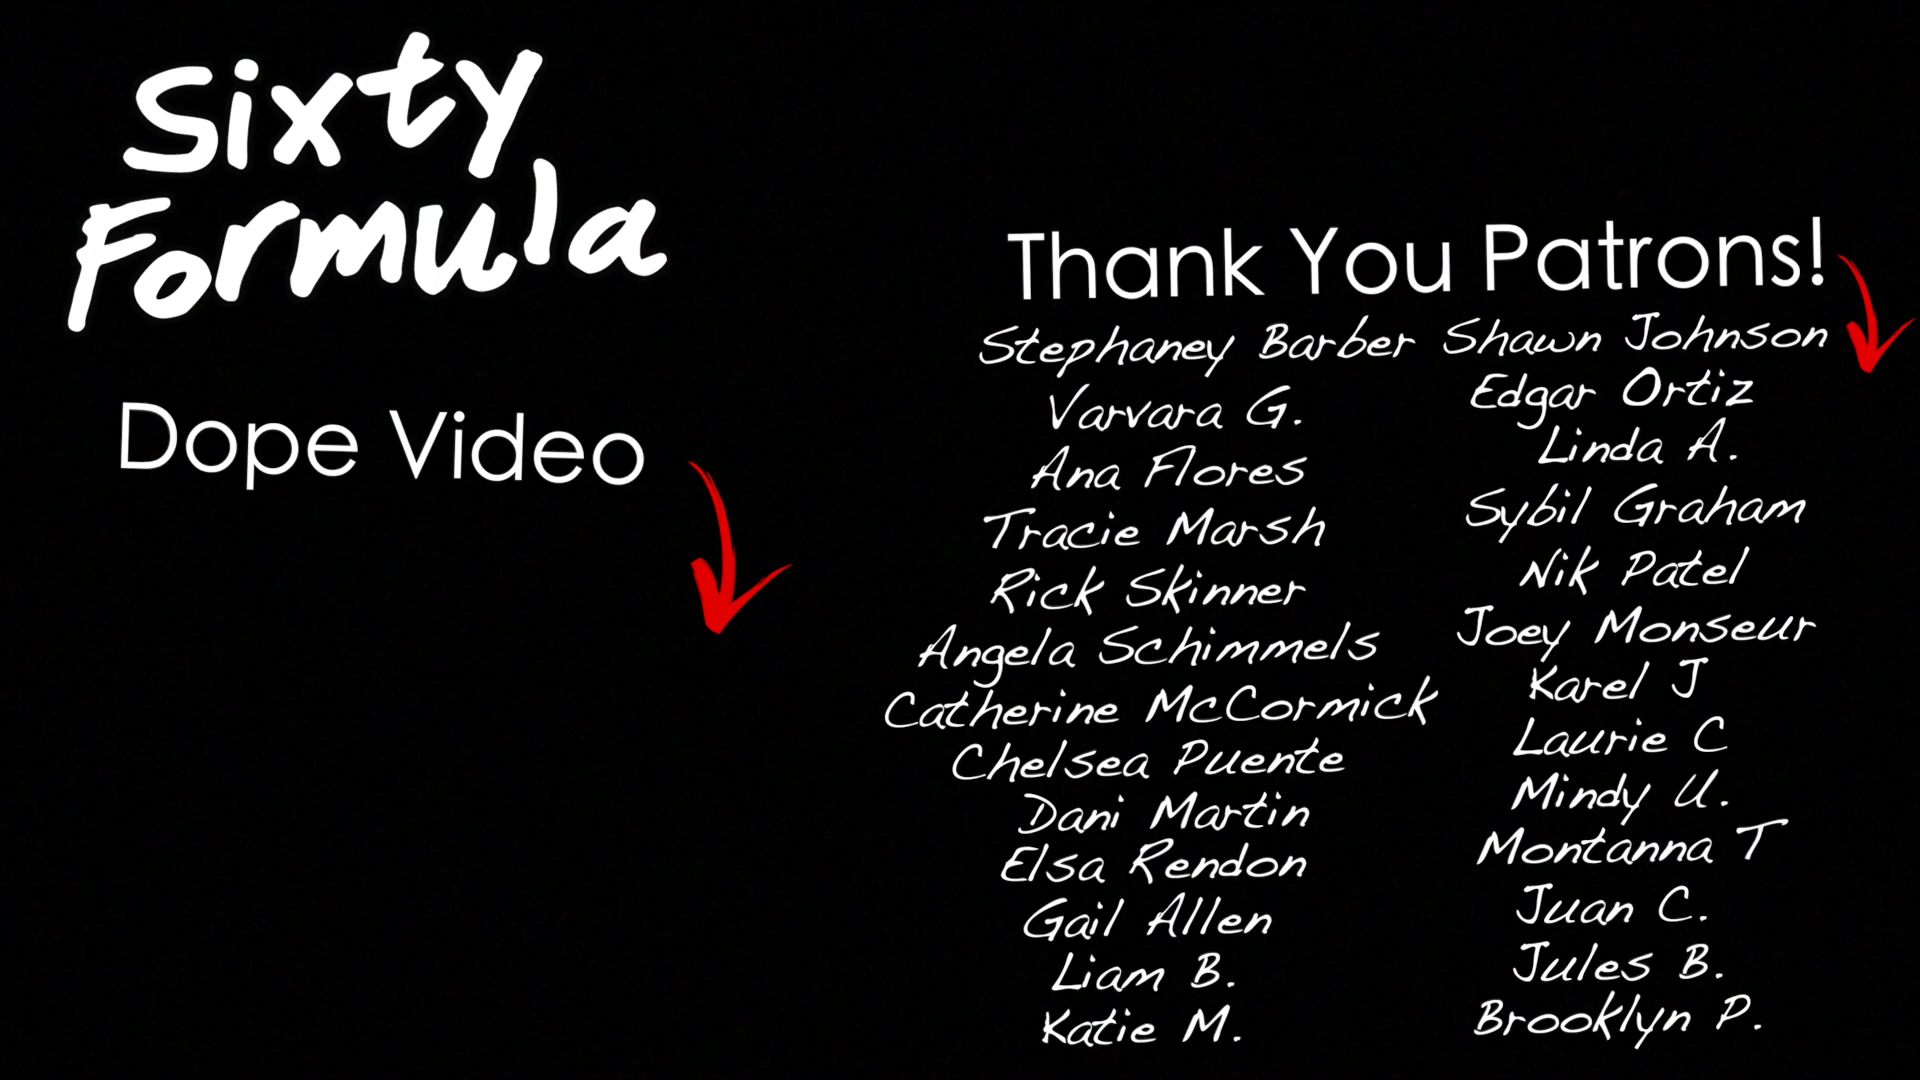 Sixty
Formula
Dope Video
Thank You Patrons!
Stephaney Barber
Varvara G.
Ana Flores
Tracie Marsh
Rick Skinner
Angela Schimmels
Catherine McCormick
Chelsea Puente
Dani Martin
Elsa Rendon
Gail Allen
Liam B.
Katie M.
Shawn Johnson
Edgar Ortiz
Linda A.
Sybil Graham
Nik Patel
Joey Monseur
Karel J
Laurie C
Mindy U.
Montanna T
Juan C.
Jules B.
Brooklyn P.